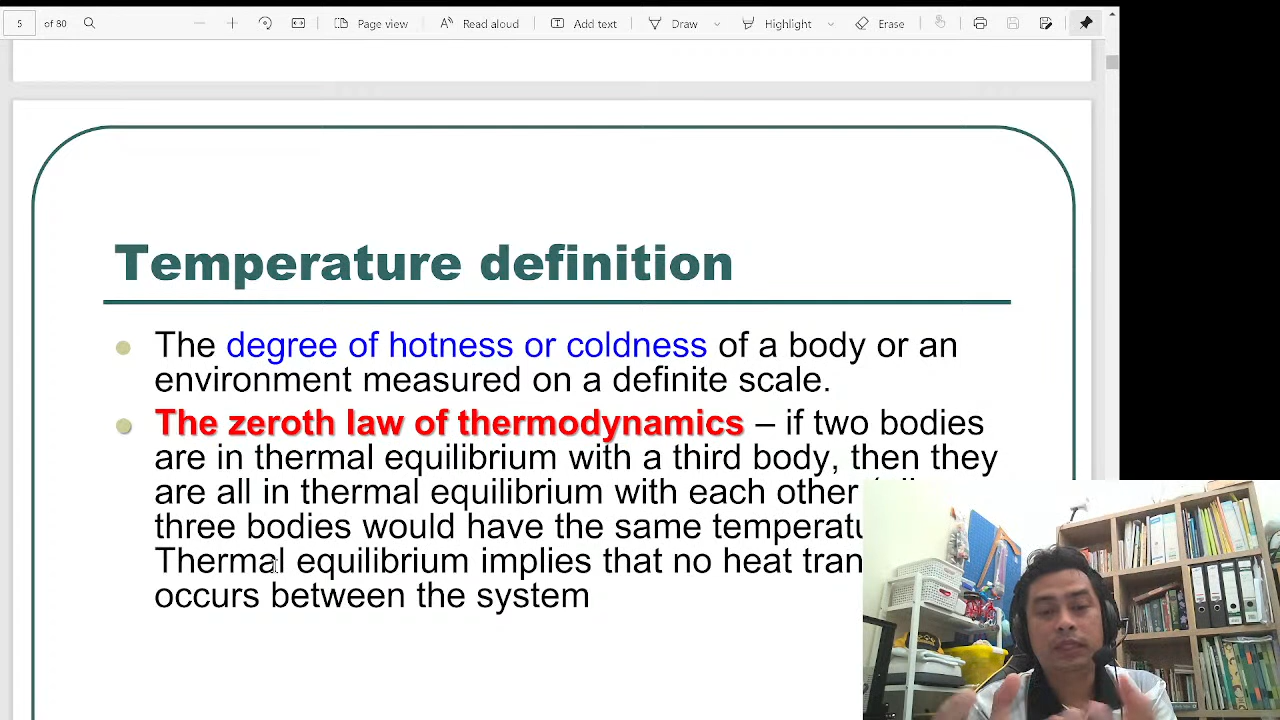 5 of 80 Page view Read aloud Add text Draw Highlight Erase
Temperature definition
The degree of hotness or coldness of a body or an
environment measured on a definite scale.
The zeroth law of thermodynamics – if two bodies
are in thermal equilibrium with a third body, then they
are all in thermal equilibrium with each other
three bodies would have the same
Thermal equilibrium implies that no heat
occurs between the system